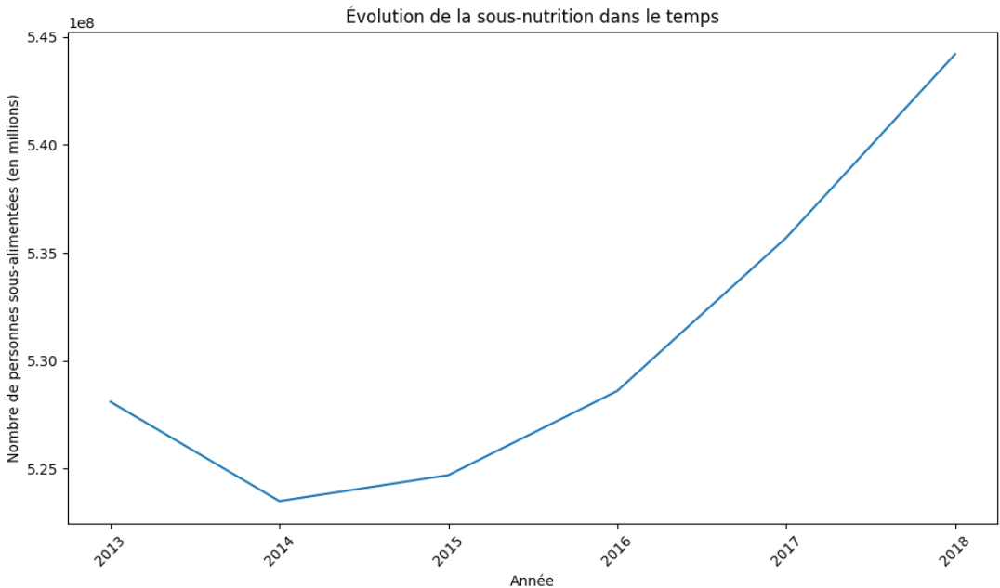 Évolution de la sous-nutrition dans le temps
1e8
5.45
5.40
5.35
5.30
5.25
Nombre de personnes sous-alimentées (en millions)
2013
2014
2015
2016
2017
2018
Année